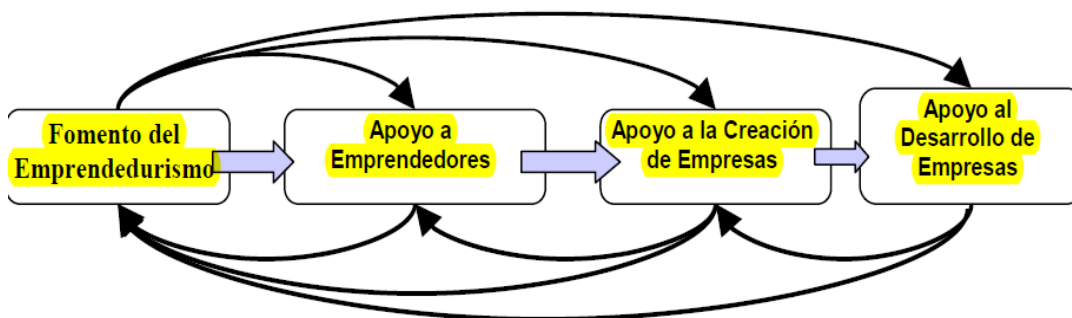 Fomento del
Emprendedurismo
Apoyo a
Emprendedores
Apoyo a la Creación
de Empresas
Apoyo al
Desarrollo de
Empresas